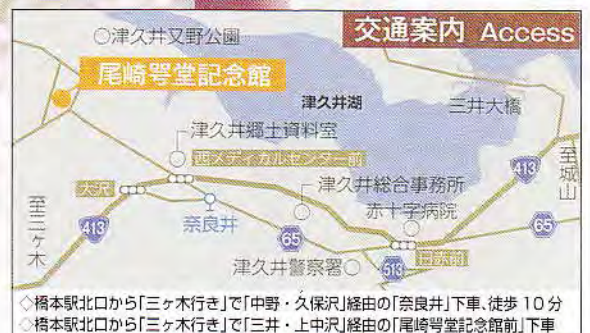 交通案内 Access
○津久井又野公園
尾崎咢堂記念館
津久井湖
三井大橋
津久井郷土資料室
西メディカルセンター前
413
至城山
大沢
津久井総合事務所
赤十字病院
至三ヶ木
413
奈良井
65
65
日赤前
津久井警察署○
513
◇橋本駅北口から「三ヶ木行き」で「中野・久保沢」経由の「奈良井」下車、徒歩 10 分
◇橋本駅北口から「三ヶ木行き」で「三井・上中沢」経由の「尾崎咢堂記念館前」下車